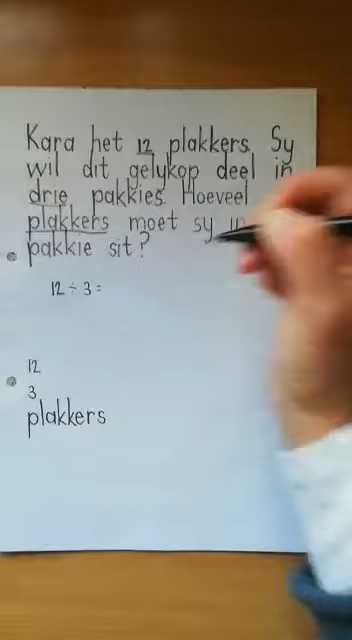 Kara het 12 plakkers. Sy
wil dit gelykop deel in
drie pakkies. Hoeveel
plakkers moet sy in
pakkie sit?
12 ÷ 3 =
12
3
plakkers